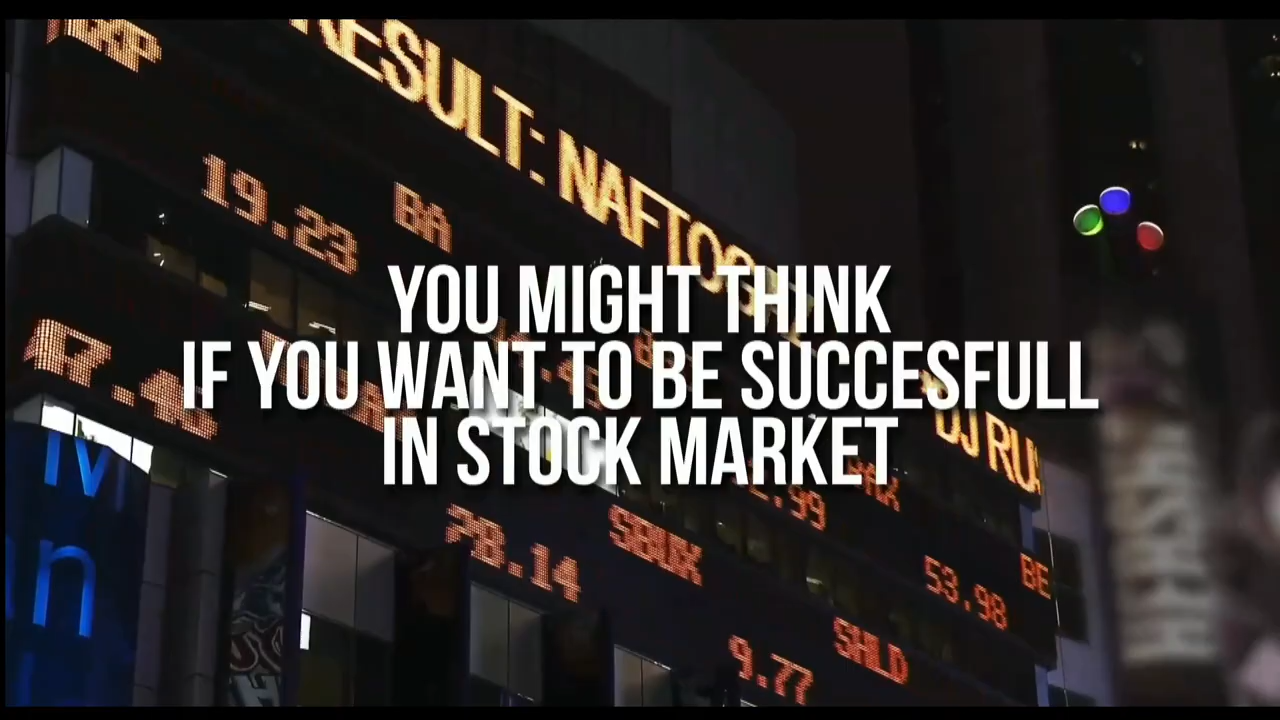 RESULT: NAFTOG
19.23 BA
YOU MIGHT THINK
IF YOU WANT TO BE SUCCESFULL
IN STOCK MARKET
DJ RU
28.14 SBUX
53.98 BE
9.77 SHLD